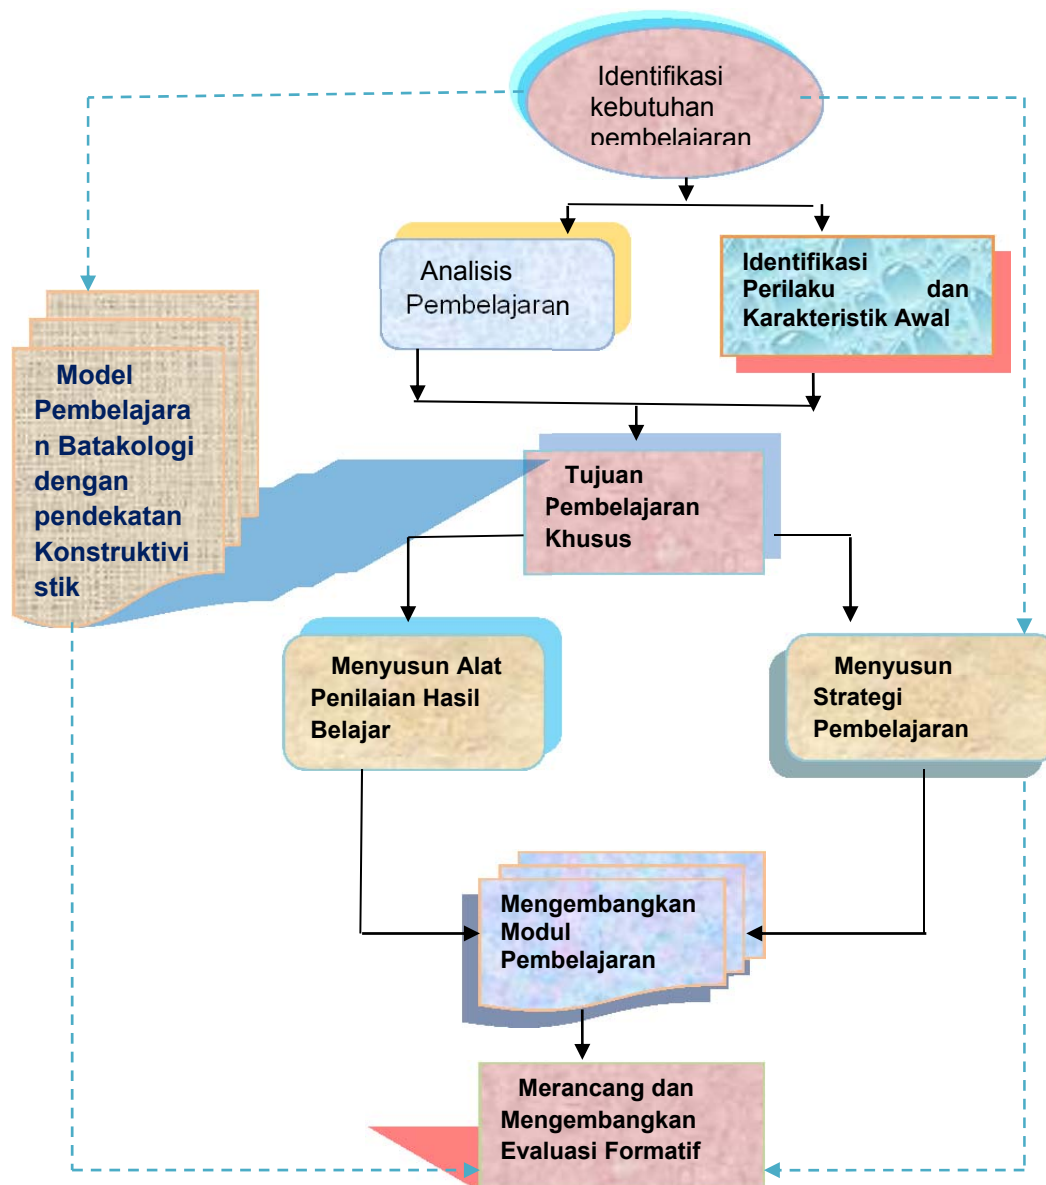 Identifikasi
kebutuhan
pembelajaran
Analisis
Pembelajaran
Identifikasi
Perilaku dan
Karakteristik Awal
Model
Pembelajara
n Batakologi
dengan
pendekatan
Konstruktivi
stik
Tujuan
Pembelajaran
Khusus
Menyusun Alat
Penilaian Hasil
Belajar
Menyusun
Strategi
Pembelajaran
Mengembangkan
Modul
Pembelajaran
Merancang dan
Mengembangkan
Evaluasi Formatif